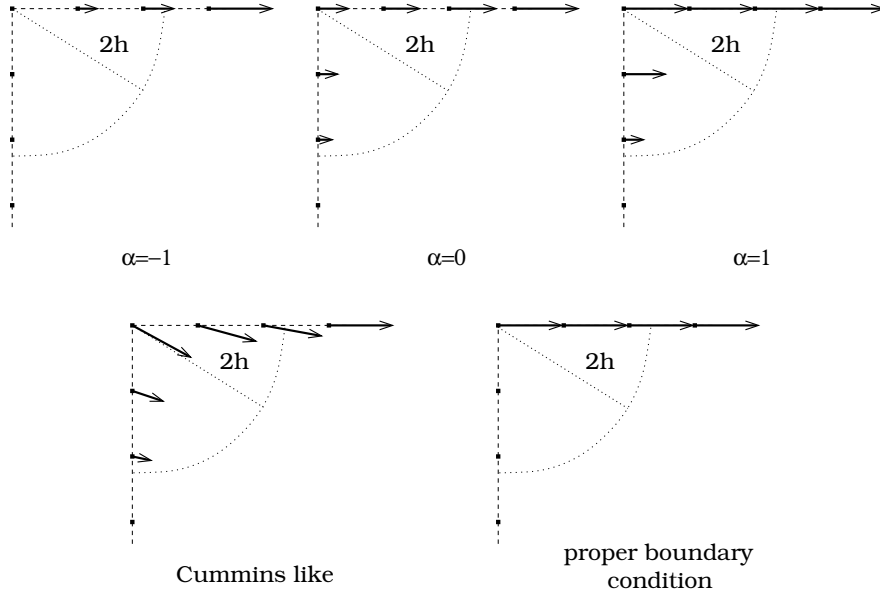 2h
2h
2h
α=−1
α=0
α=1
2h
2h
Cummins like
proper boundary
condition